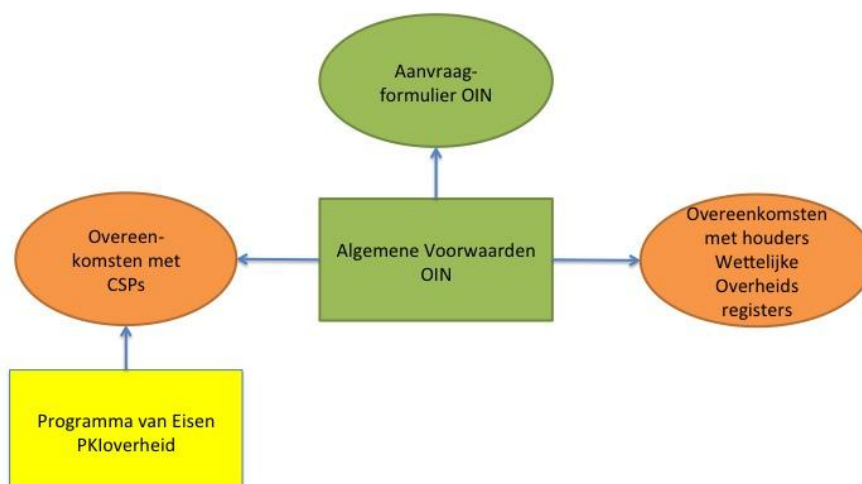 Aanvraag-
formulier OIN
Overeen-
komsten met
CSPs
Algemene Voorwaarden
OIN
Overeenkomsten
met houders
Wettelijke
Overheids
registers
Programma van Eisen
PKIoverheid